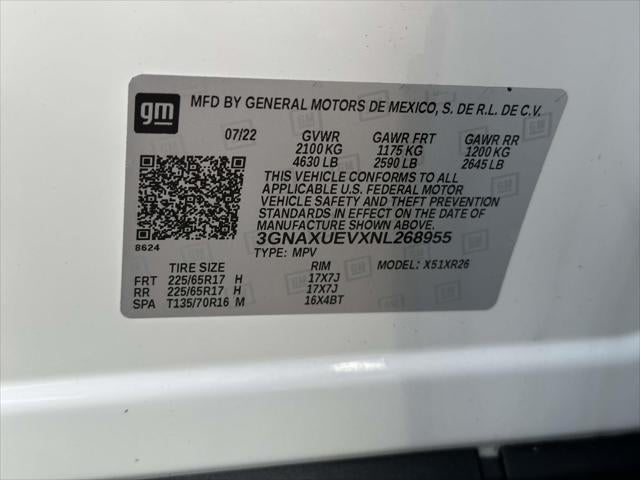 gm
MFD BY GENERAL MOTORS DE MEXICO, S. DE R.L. DE C.V.
07/22 GVWR GAWR FRT GAWR RR
2100 KG 1175 KG 1200 KG
4630 LB 2590 LB 2645 LB
THIS VEHICLE CONFORMS TO ALL
APPLICABLE U.S. FEDERAL MOTOR
VEHICLE SAFETY AND THEFT PREVENTION
STANDARDS IN EFFECT ON THE DATE OF
MANUFACTURE SHOWN ABOVE.
8624
3GNAXUEVXNL268955
TYPE: MPV MODEL: X51XR26
TIRE SIZE RIM
FRT 225/65R17 H 17X7J
RR 225/65R17 H 17X7J
SPA T135/70R16 M 16X4BT